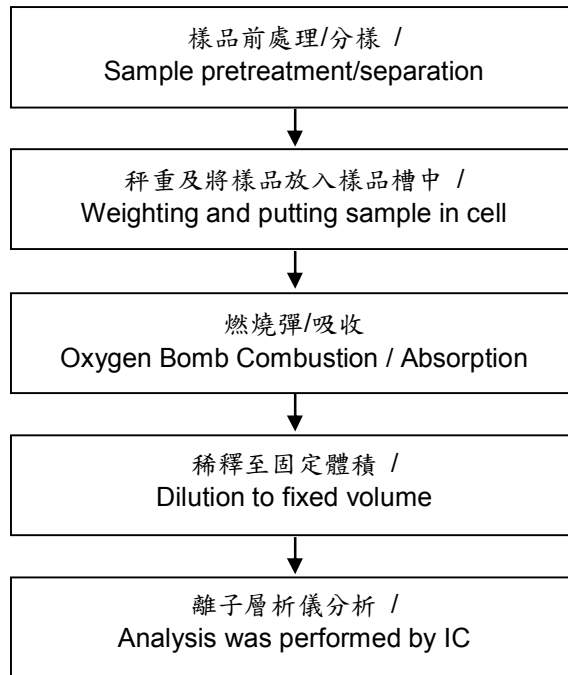 樣品前處理/分樣 /
Sample pretreatment/separation
秤重及將樣品放入樣品槽中 /
Weighting and putting sample in cell
燃燒彈/吸收
Oxygen Bomb Combustion / Absorption
稀釋至固定體積 /
Dilution to fixed volume
離子層析儀分析 /
Analysis was performed by IC